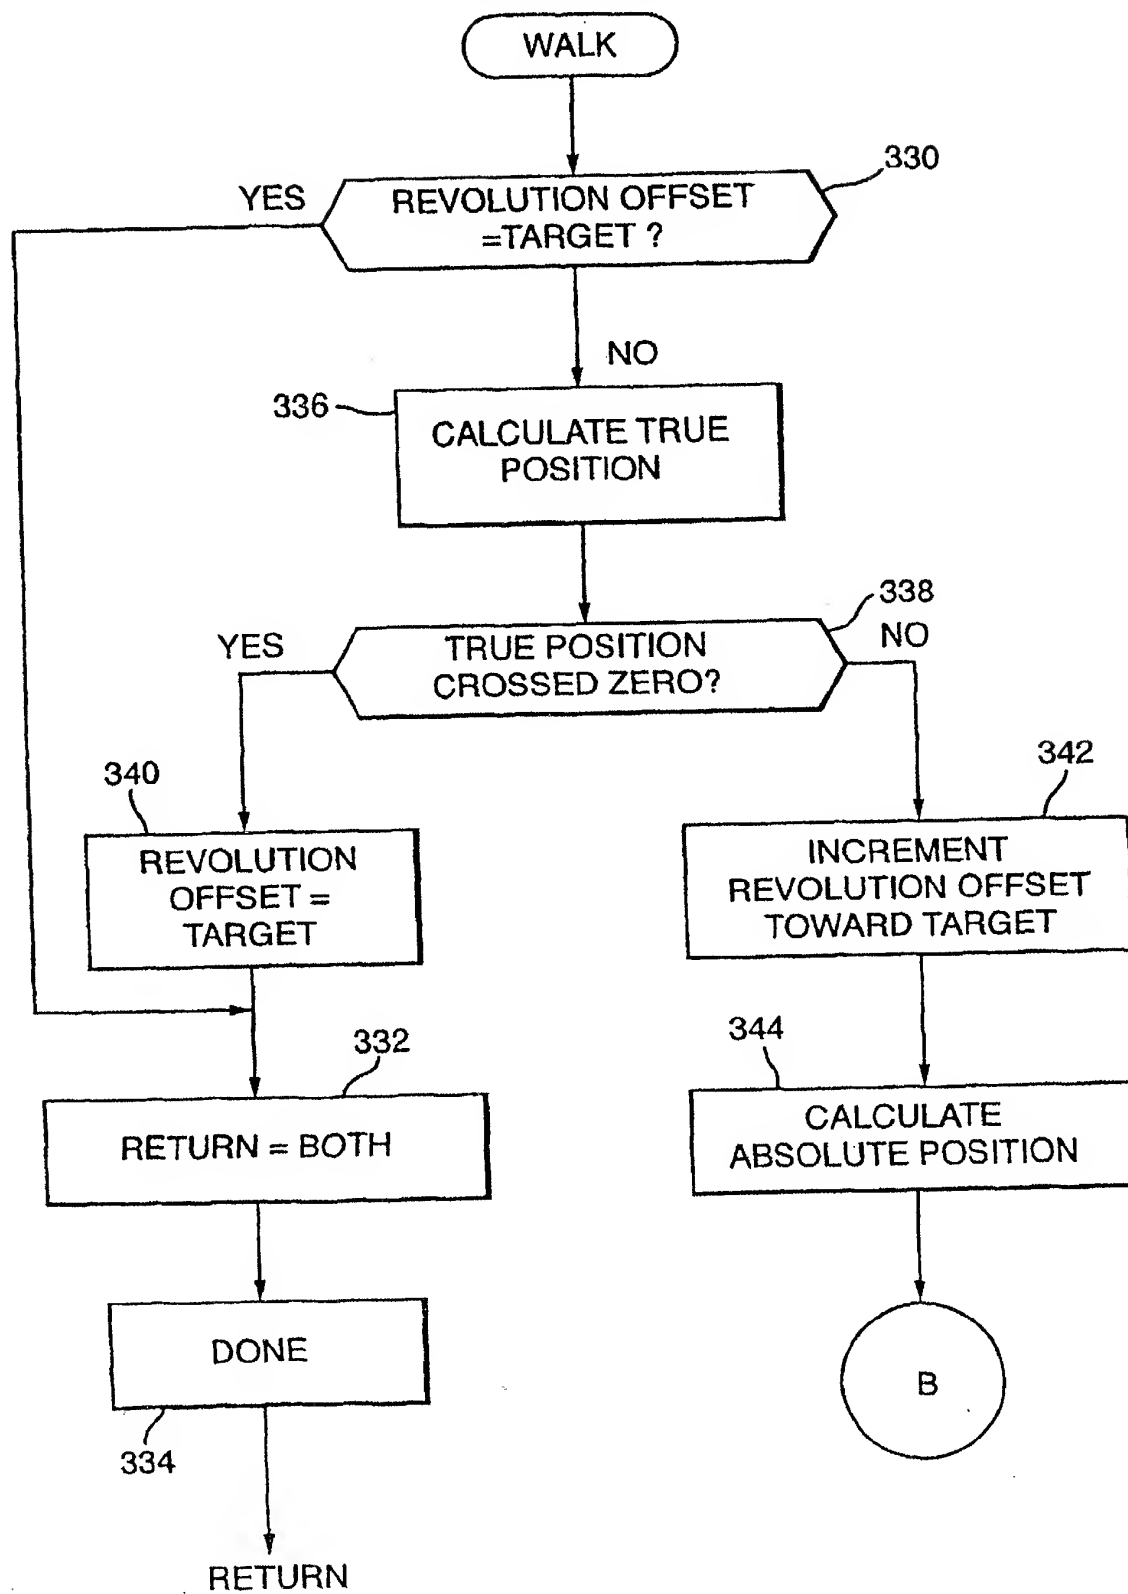 WALK
330
YES
REVOLUTION OFFSET
=TARGET ?
NO
336
CALCULATE TRUE
POSITION
338
YES
TRUE POSITION
CROSSED ZERO?
NO
340
REVOLUTION
OFFSET =
TARGET
342
INCREMENT
REVOLUTION OFFSET
TOWARD TARGET
332
RETURN = BOTH
344
CALCULATE
ABSOLUTE POSITION
DONE
334
B
RETURN